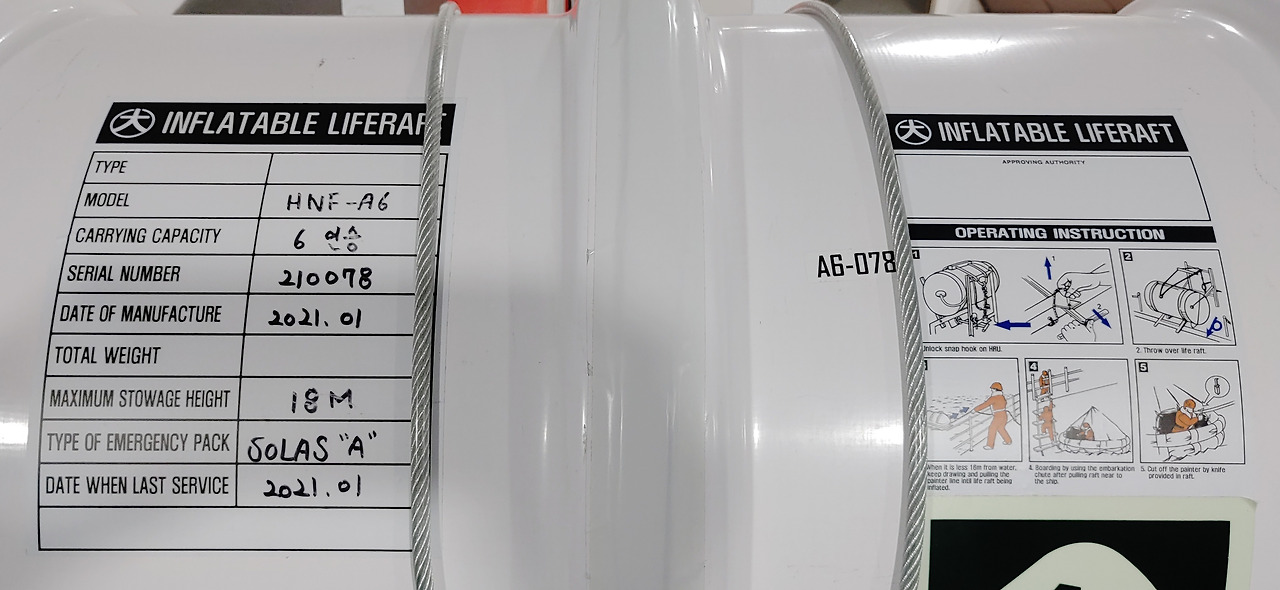 INFLATABLE LIFERAFT
TYPE
MODEL HNF-A6
CARRYING CAPACITY 6 여승
SERIAL NUMBER 210078
DATE OF MANUFACTURE 2021.01
TOTAL WEIGHT
MAXIMUM STOWAGE HEIGHT 18M
TYPE OF EMERGENCY PACK SOLAS "A"
DATE WHEN LAST SERVICE 2021.01
A6-078
INFLATABLE LIFERAFT
APPROVING AUTHORITY
OPERATING INSTRUCTION
1
1
2
2
nlock snap hook on HRU.
2. Throw over life raft.
4
5
When it is less 18m from water,
keep drawing and pulling the
painter line intil life raft being
inflated.
4. Boarding by using the embarkation
chute after pulling raft near to
the ship.
5. Cut off the painter by knife
provided in raft.